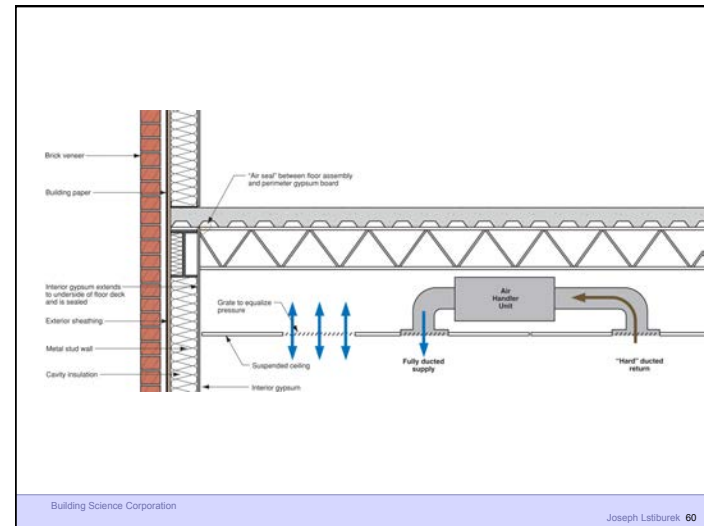 Brick veneer
"Air seal" between floor assembly
and perimeter gypsum board
Building paper
Interior gypsum extends
to underside of floor deck
and is sealed
Exterior sheathing
Metal stud wall
Cavity insulation
Grate to equalize
pressure
Suspended ceiling
Interior gypsum
Air
Handler
Unit
Fully ducted
supply
"Hard" ducted
return
Building Science Corporation
Joseph Lstiburek 60